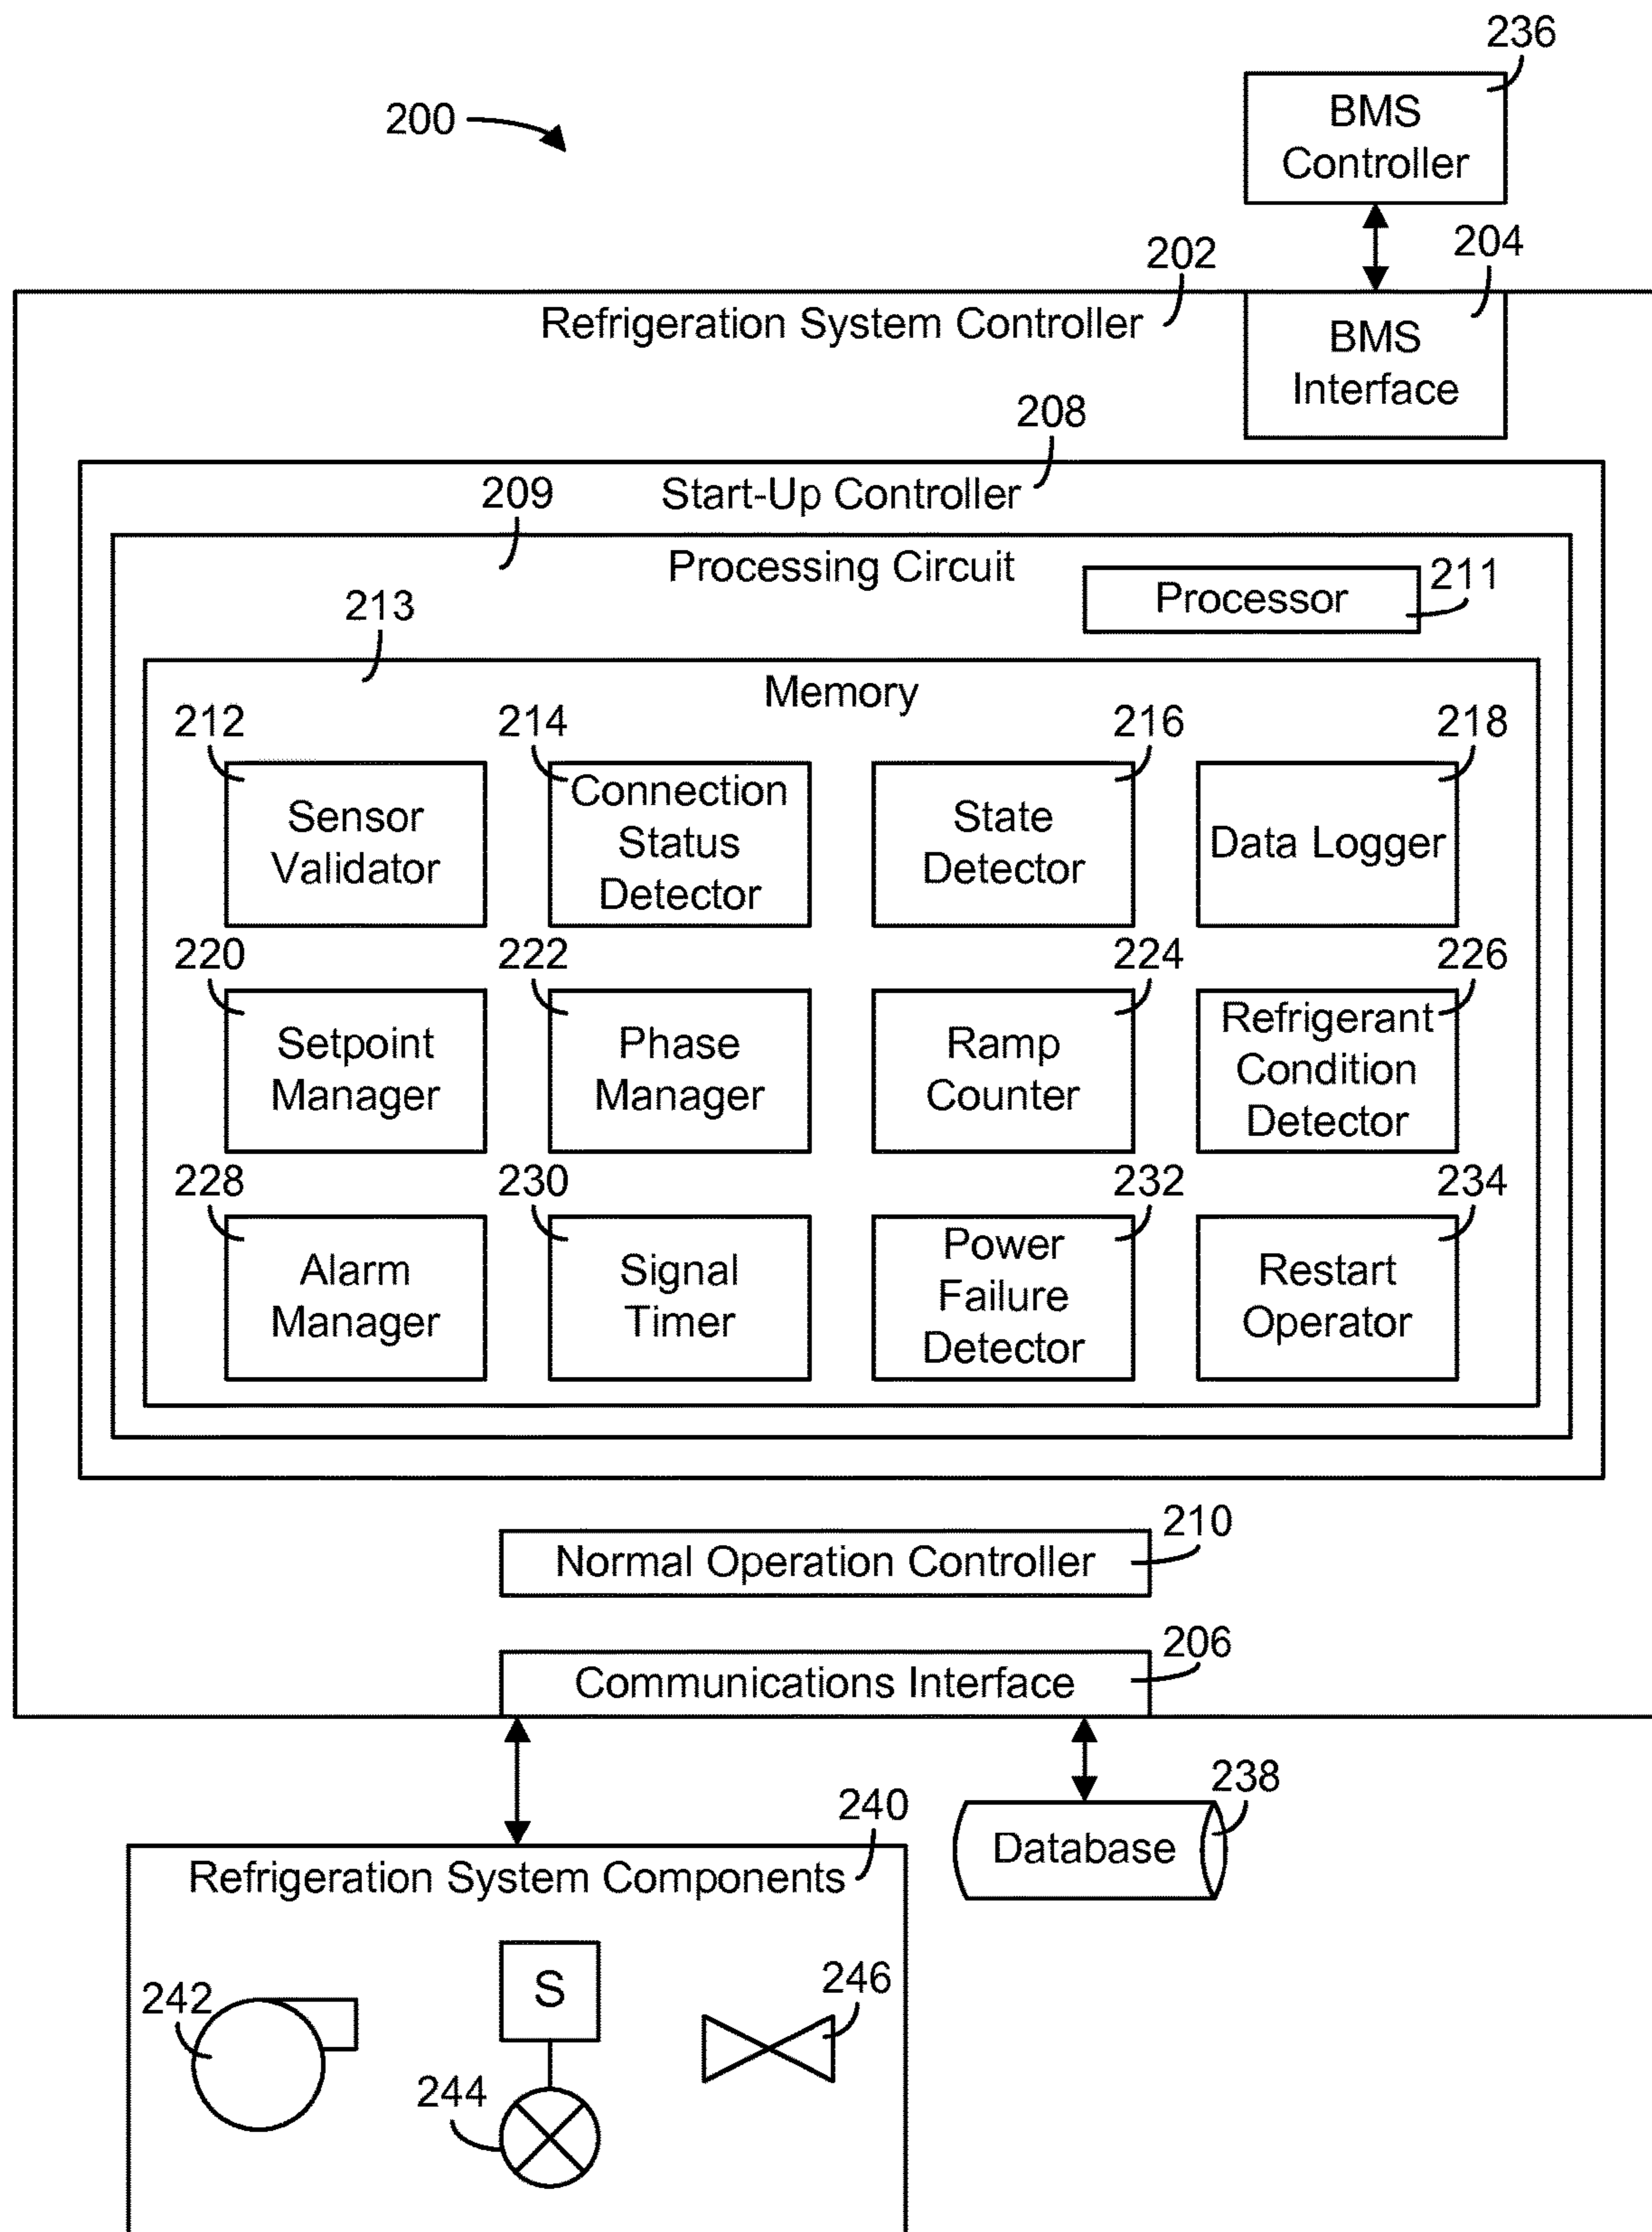 236
BMS
Controller
200
204
202
Refrigeration System Controller
BMS
Interface
208
Start-Up Controller
209
Processing Circuit
211
Processor
213
Memory
212
214
216
218
Sensor
Validator
Connection
Status
Detector
State
Detector
Data Logger
220
222
224
226
Setpoint
Manager
Phase
Manager
Ramp
Counter
Refrigerant
Condition
Detector
228
230
232
234
Alarm
Manager
Signal
Timer
Power
Failure
Detector
Restart
Operator
210
Normal Operation Controller
206
Communications Interface
238
Database
240
Refrigeration System Components
242
S
246
244